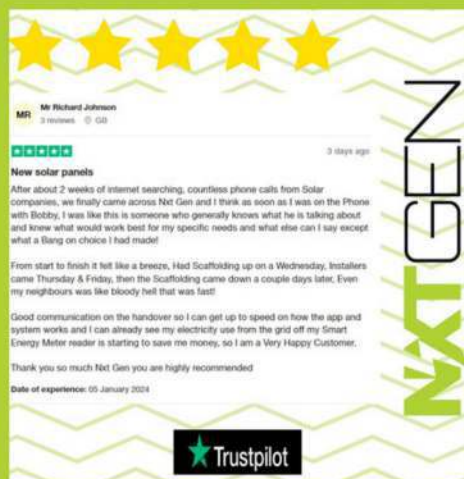 MR
Mr Richard Johnson
3 reviews GB
3 days ago
New solar panels
After about 2 weeks of internet searching, countless phone calls from Solar
companies, we finally came across Nxt Gen and I think as soon as I was on the Phone
with Bobby, I was like this is someone who generally knows what he is talking about
and knew what would work best for my specific needs and what else can I say except
what a Bang on choice I had made!
From start to finish it felt like a breeze, Had Scaffolding up on a Wednesday, Installers
came Thursday & Friday, then the Scaffolding came down a couple days later, Even
my neighbours was like bloody hell that was fast!
Good communication on the handover so I can get up to speed on how the app and
system works and I can already see my electricity use from the grid off my Smart
Energy Meter reader is starting to save me money, so I am a Very Happy Customer.
Thank you so much Nxt Gen you are highly recommended
Date of experience: 05 January 2024
Trustpilot
NXT GEN